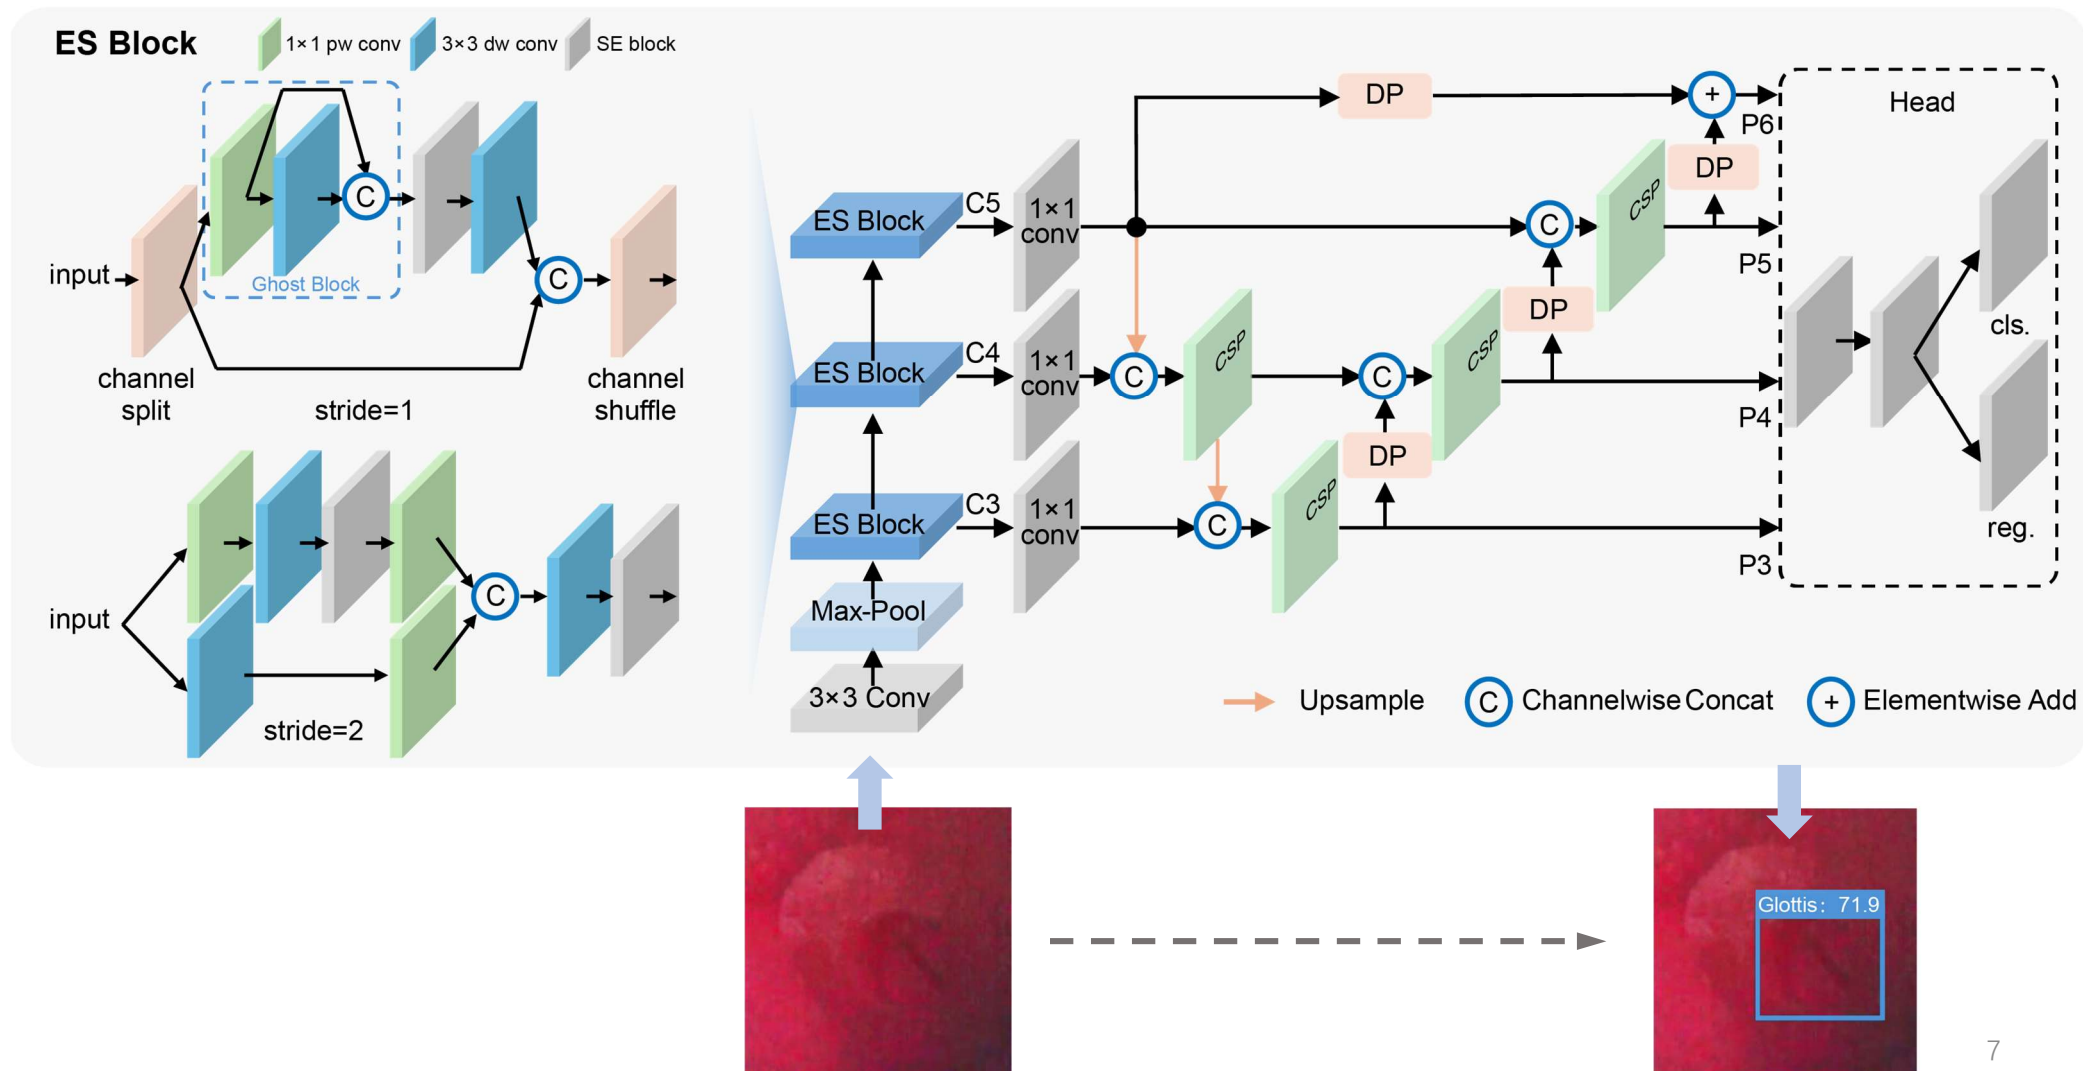 ES Block
1×1 pw conv
3×3 dw conv
SE block
C
Ghost Block
input
C
channel
split
stride=1
channel
shuffle
input
C
stride=2
ES Block
C5
1×1
conv
ES Block
C4
1×1
conv
ES Block
C3
1×1
conv
Max-Pool
3×3 Conv
DP
+
P6
DP
C
CSP
P5
DP
C
CSP
C
CSP
P4
DP
C
CSP
P3
Head
cls.
reg.
Upsample
C
Channelwise Concat
+
Elementwise Add
Glottis: 71.9
7